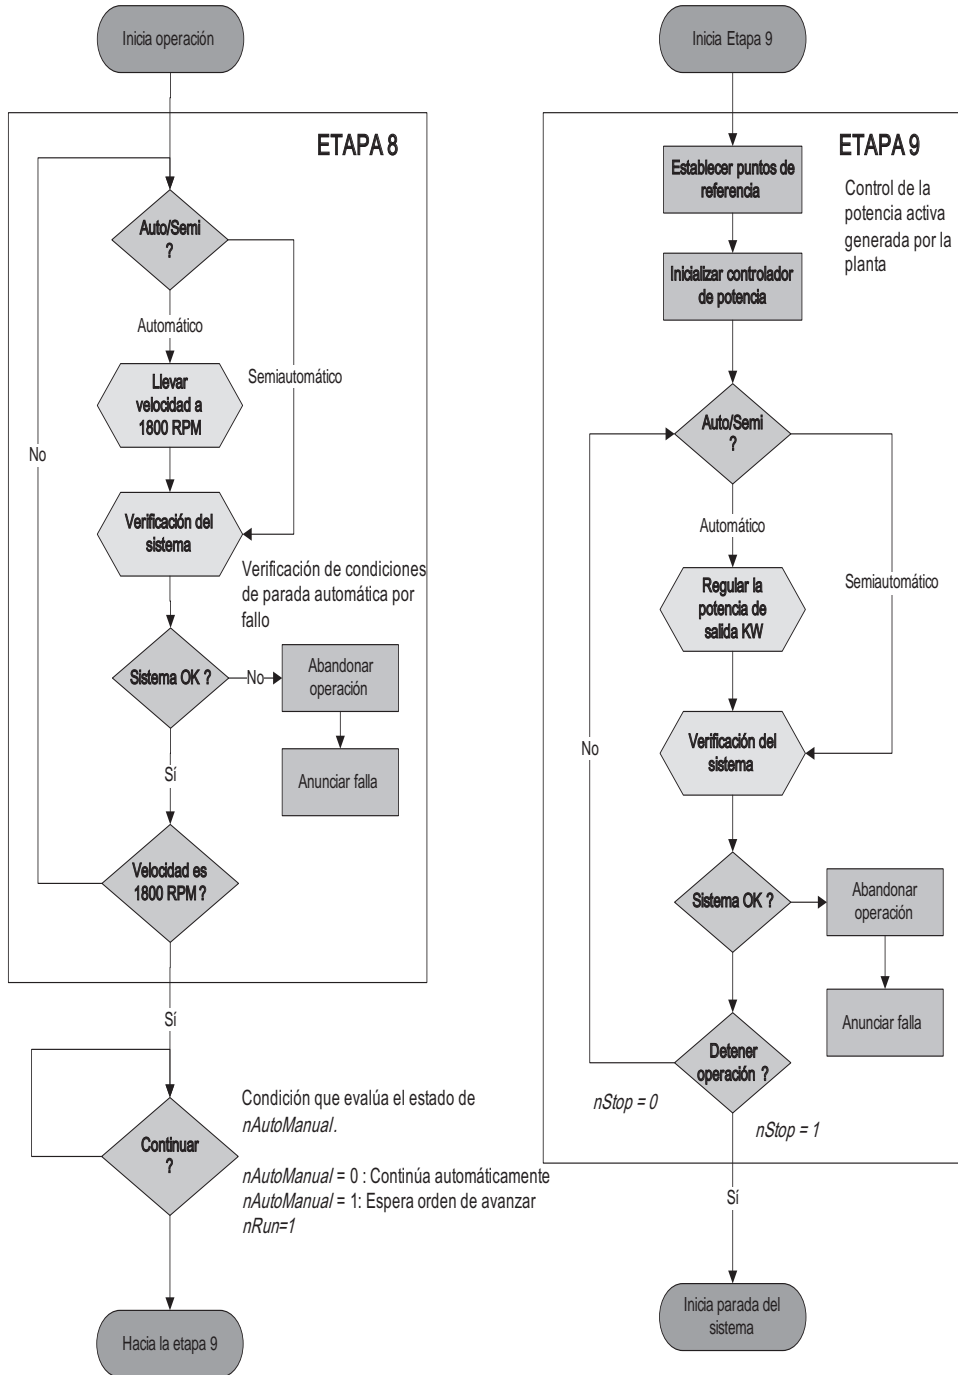 Inicia operación
ETAPA 8
Auto/Semi
?
Automático
Semiautomático
Llevar
velocidad a
1800 RPM
No
Verificación del
sistema
Verificación de condiciones
de parada automática por
fallo
Sistema OK ?
No
Abandonar
operación
Sí
Anunciar falla
Velocidad es
1800 RPM ?
Sí
Continuar
?
Condición que evalúa el estado de
nAutoManual.
nAutoManual = 0 : Continúa automáticamente
nAutoManual = 1: Espera orden de avanzar
nRun=1
Hacia la etapa 9
Inicia Etapa 9
ETAPA 9
Establecer puntos de
referencia
Control de la
potencia activa
generada por la
planta
Inicializar controlador
de potencia
Auto/Semi
?
Automático
Semiautomático
Regular la
potencia de
salida KW
No
Verificación del
sistema
Sistema OK ?
Abandonar
operación
Anunciar falla
Detener
operación ?
nStop = 0
nStop = 1
Sí
Inicia parada del
sistema